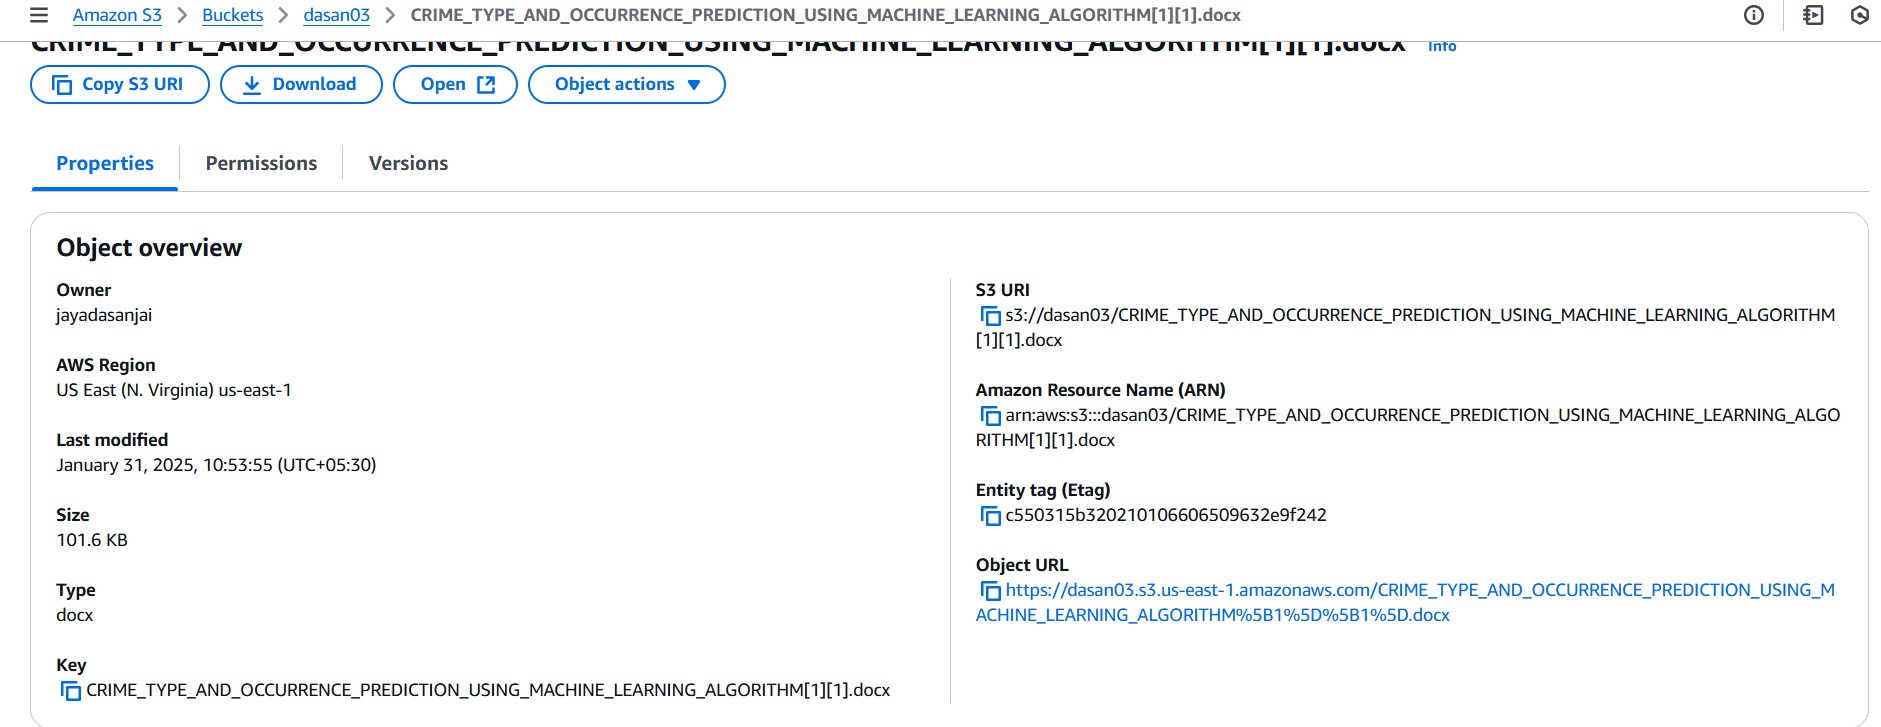 Amazon S3 > Buckets > dasan03 > CRIME_TYPE_AND_OCCURRENCE_PREDICTION_USING_MACHINE_LEARNING_ALGORITHM[1][1].docx
CRIME_TYPE_AND_OCCURRENCE_PREDICTION_USING_MACHINE_LEARNING_ALGORITHM[1][1].docx Info
Copy S3 URI Download Open Object actions
Properties Permissions Versions
Object overview
Owner
jayadasanjai
AWS Region
US East (N. Virginia) us-east-1
Last modified
January 31, 2025, 10:53:55 (UTC+05:30)
Size
101.6 KB
Type
docx
Key
CRIME_TYPE_AND_OCCURRENCE_PREDICTION_USING_MACHINE_LEARNING_ALGORITHM[1][1].docx
S3 URI
s3://dasan03/CRIME_TYPE_AND_OCCURRENCE_PREDICTION_USING_MACHINE_LEARNING_ALGORITHM
[1][1].docx
Amazon Resource Name (ARN)
arn:aws:s3:::dasan03/CRIME_TYPE_AND_OCCURRENCE_PREDICTION_USING_MACHINE_LEARNING_ALGO
RITHM[1][1].docx
Entity tag (Etag)
c550315b320210106606509632e9f242
Object URL
https://dasan03.s3.us-east-1.amazonaws.com/CRIME_TYPE_AND_OCCURRENCE_PREDICTION_USING_M
ACHINE_LEARNING_ALGORITHM%5B1%5D%5B1%5D.docx